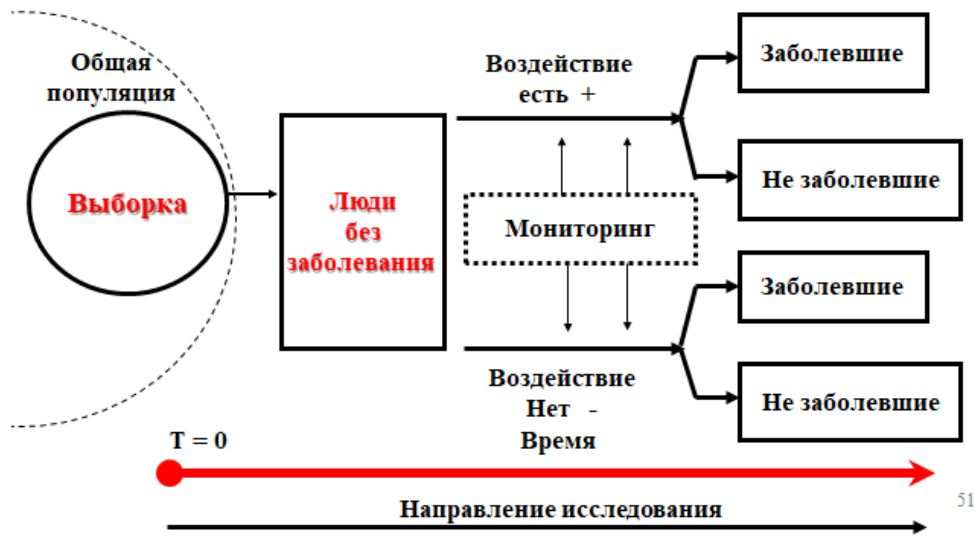 Общая
популяция
Выборка
Люди
без
заболевания
Воздействие
есть +
Мониторинг
Воздействие
Нет -
Время
Заболевшие
Не заболевшие
Заболевшие
Не заболевшие
T = 0
Направление исследования
51